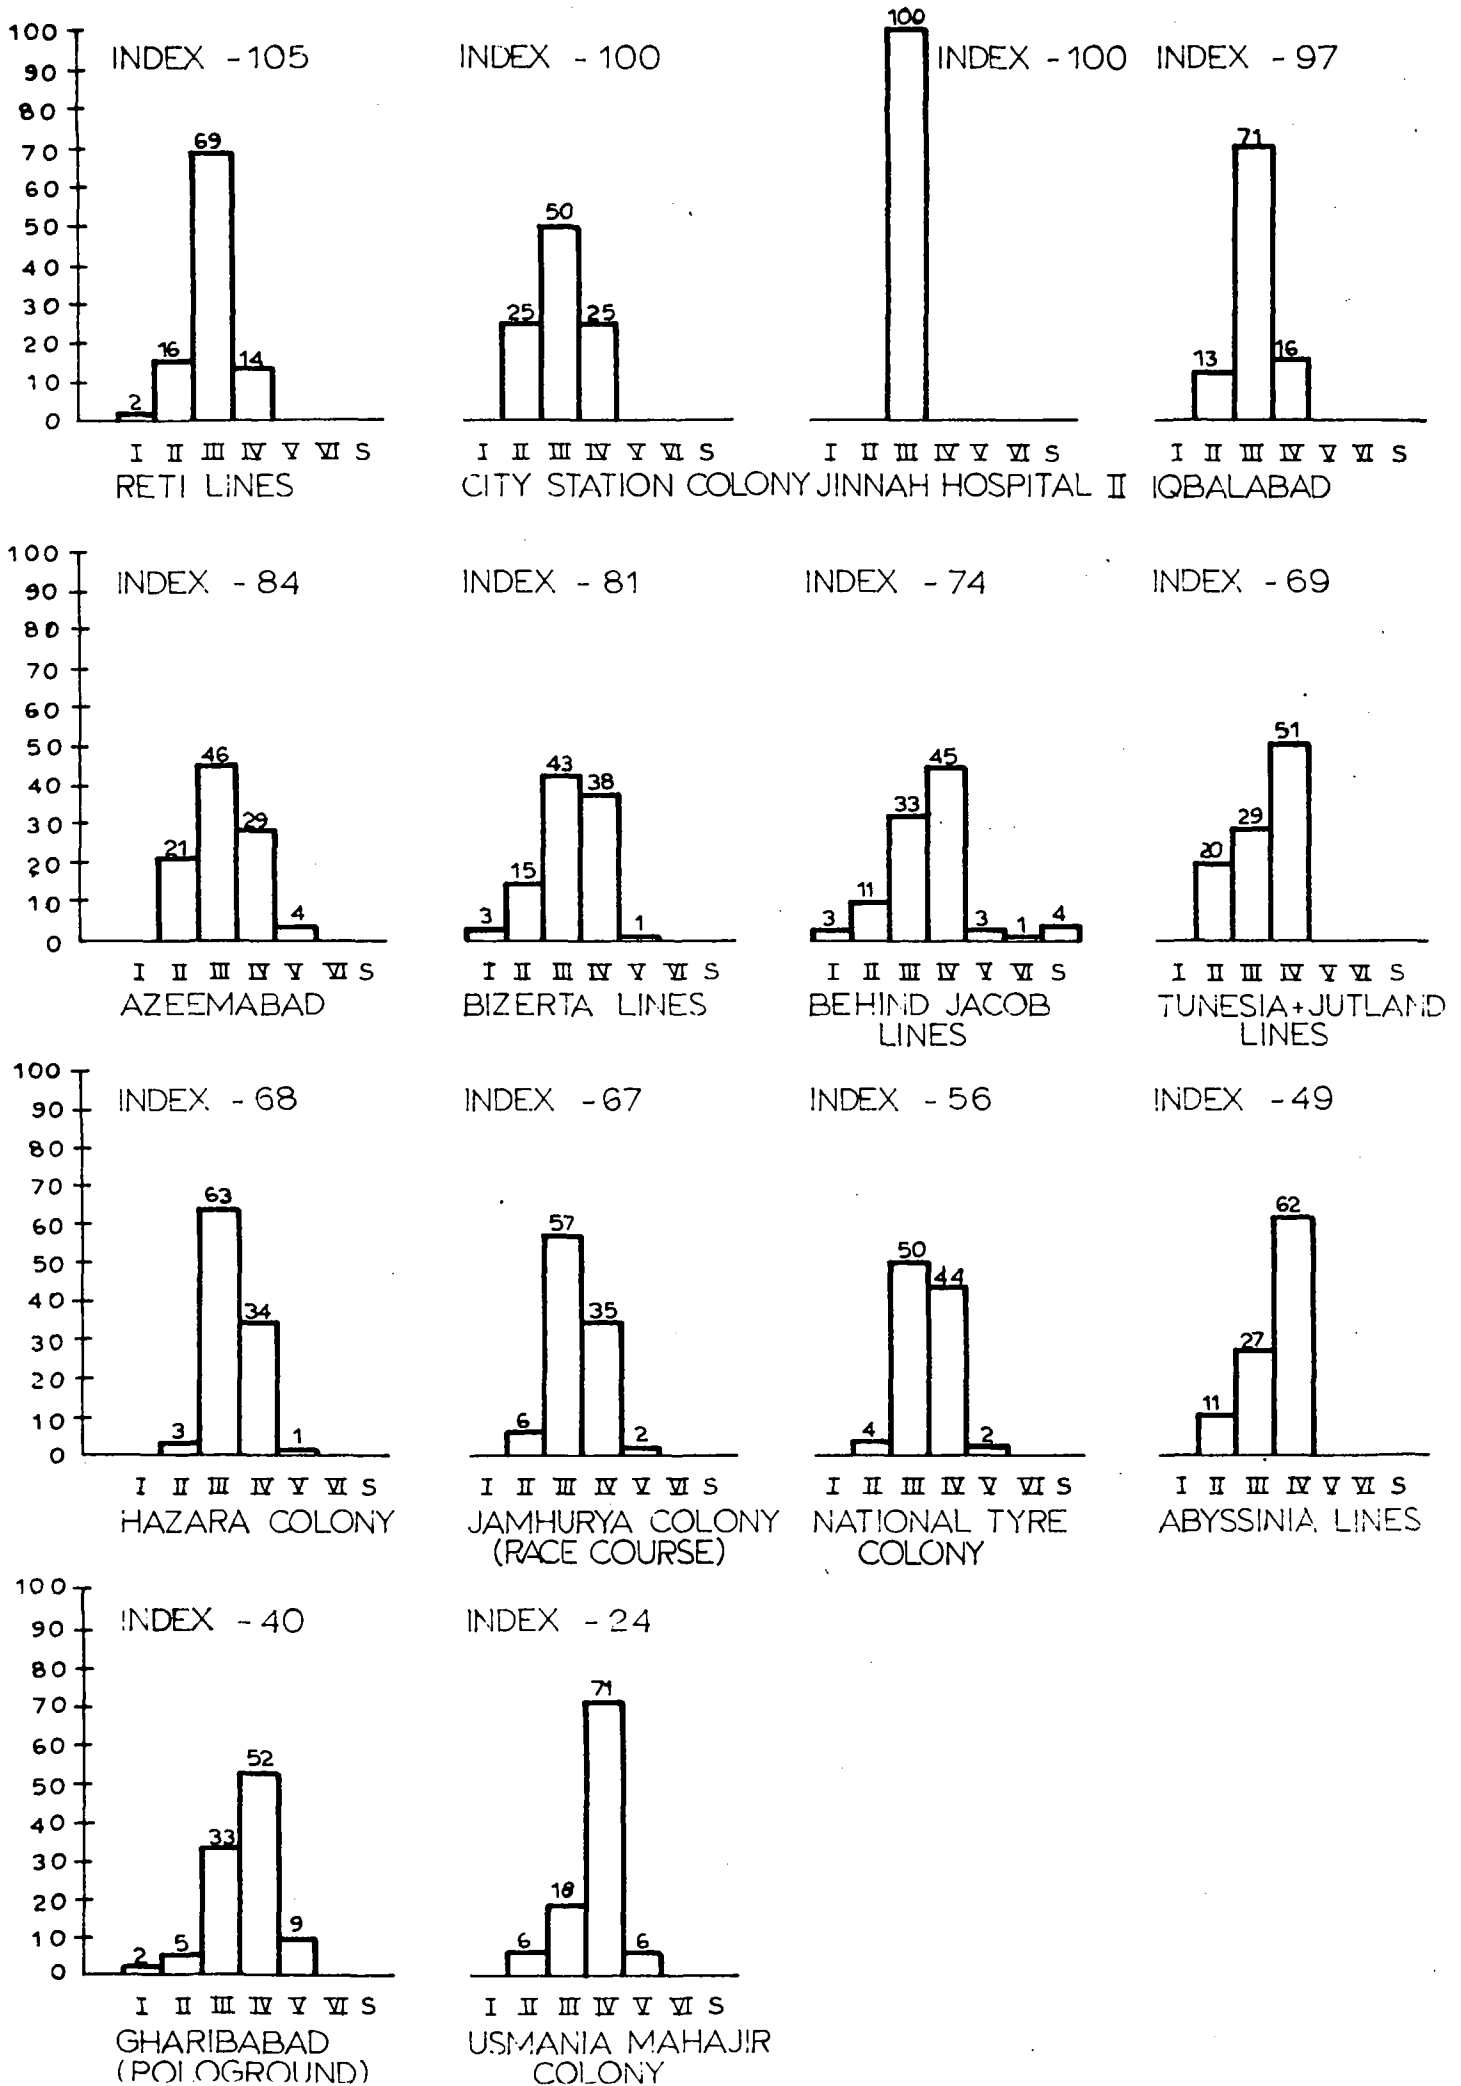 100
90
80
70
60
50
40
30
20
10
0
INDEX - 105
2
16
69
14
I II III IV V VI S
RETI LINES
INDEX - 100
25
50
25
I II III IV V VI S
CITY STATION COLONY
INDEX - 100
100
I II III IV V VI S
JINNAH HOSPITAL II
INDEX - 97
13
71
16
I II III IV V VI S
IQBALABAD
100
90
80
70
60
50
40
30
20
10
0
INDEX - 84
21
46
29
4
I II III IV V VI S
AZEEMABAD
INDEX - 81
3
15
43
38
1
I II III IV V VI S
BIZERTA LINES
INDEX - 74
3
11
33
45
3
1
4
I II III IV V VI S
BEHIND JACOB
LINES
INDEX - 69
20
29
51
I II III IV V VI S
TUNESIA+JUTLAND
LINES
100
90
80
70
60
50
40
30
20
10
0
INDEX - 68
3
63
34
1
I II III IV V VI S
HAZARA COLONY
INDEX - 67
6
57
35
2
I II III IV V VI S
JAMHURYA COLONY
(RACE COURSE)
INDEX - 56
4
50
44
2
I II III IV V VI S
NATIONAL TYRE
COLONY
INDEX - 49
11
27
62
I II III IV V VI S
ABYSSINIA LINES
100
90
80
70
60
50
40
30
20
10
0
INDEX - 40
2
5
33
52
9
I II III IV V VI S
GHARIBABAD
(POLOGROUND)
INDEX - 24
6
18
71
6
I II III IV V VI S
USMANIA MAHAJIR
COLONY